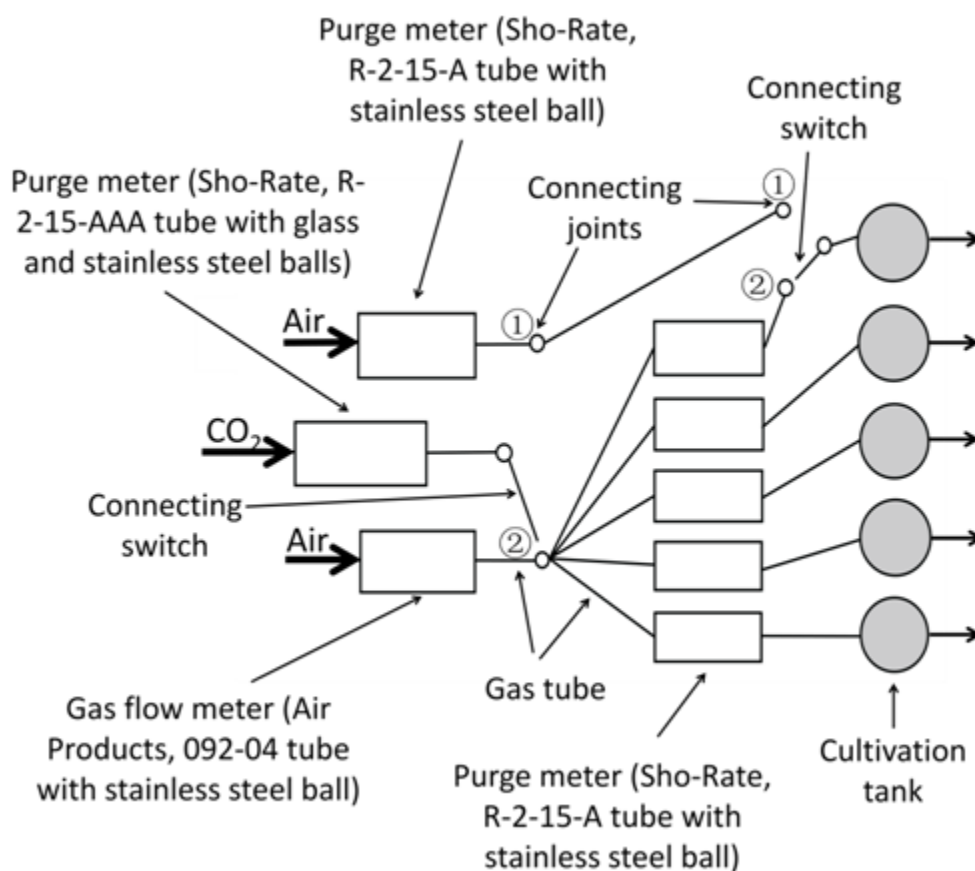 Purge meter (Sho-Rate,
R-2-15-A tube with
stainless steel ball)
Connecting
switch
Purge meter (Sho-Rate, R-
2-15-AAA tube with glass
and stainless steel balls)
Connecting
joints
①
②
Air
①
CO₂
Connecting
switch
Air
②
Gas tube
Gas flow meter (Air
Products, 092-04 tube
with stainless steel ball)
Purge meter (Sho-Rate,
R-2-15-A tube with
stainless steel ball)
Cultivation
tank